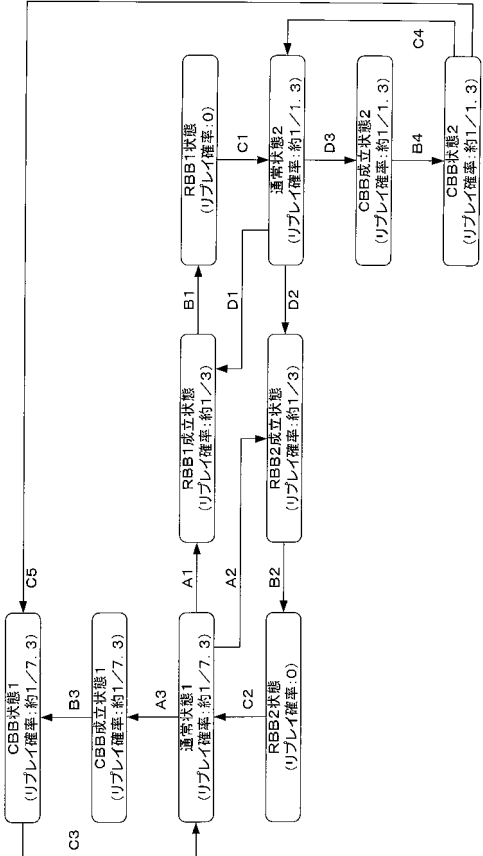 C5
CBB状態1
(リプレイ確率:約1/7.3)
C3
B3
CBB成立状態1
(リプレイ確率:約1/7.3)
A3
通常状態1
(リプレイ確率:約1/7.3)
A1
A2
C2
RBB2状態
(リプレイ確率:0)
B2
RBB1成立状態
(リプレイ確率:約1/3)
B1
D1
RBB2成立状態
(リプレイ確率:約1/3)
D2
RBB1状態
(リプレイ確率:0)
C1
通常状態2
(リプレイ確率:約1/1.3)
D3
CBB成立状態2
(リプレイ確率:約1/1.3)
B4
CBB状態2
(リプレイ確率:約1/1.3)
C4